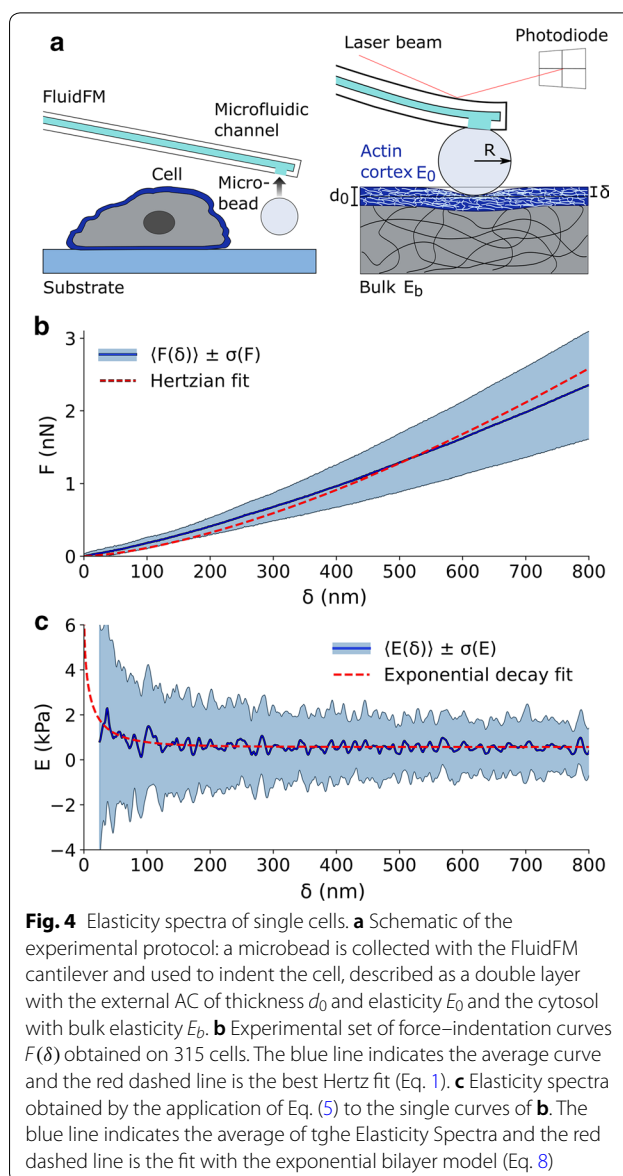 a
Laser beam
Photodiode
FluidFM
Microfluidic
channel
Cell
Micro-
bead
Substrate
R
Actin
cortex E0
d0
δ
Bulk Eb
b
F (nN)
3
2
1
0
⟨F(δ)⟩ ± σ(F)
Hertzian fit
0 100 200 300 400 500 600 700 800
δ (nm)
c
E (kPa)
6
4
2
0
−2
−4
⟨E(δ)⟩ ± σ(E)
Exponential decay fit
0 100 200 300 400 500 600 700 800
δ (nm)
Fig. 4 Elasticity spectra of single cells. a Schematic of the
experimental protocol: a microbead is collected with the FluidFM
cantilever and used to indent the cell, described as a double layer
with the external AC of thickness d0 and elasticity E0 and the cytosol
with bulk elasticity Eb. b Experimental set of force–indentation curves
F(δ) obtained on 315 cells. The blue line indicates the average curve
and the red dashed line is the best Hertz fit (Eq. 1). c Elasticity spectra
obtained by the application of Eq. (5) to the single curves of b. The
blue line indicates the average of tghe Elasticity Spectra and the red
dashed line is the fit with the exponential bilayer model (Eq. 8)